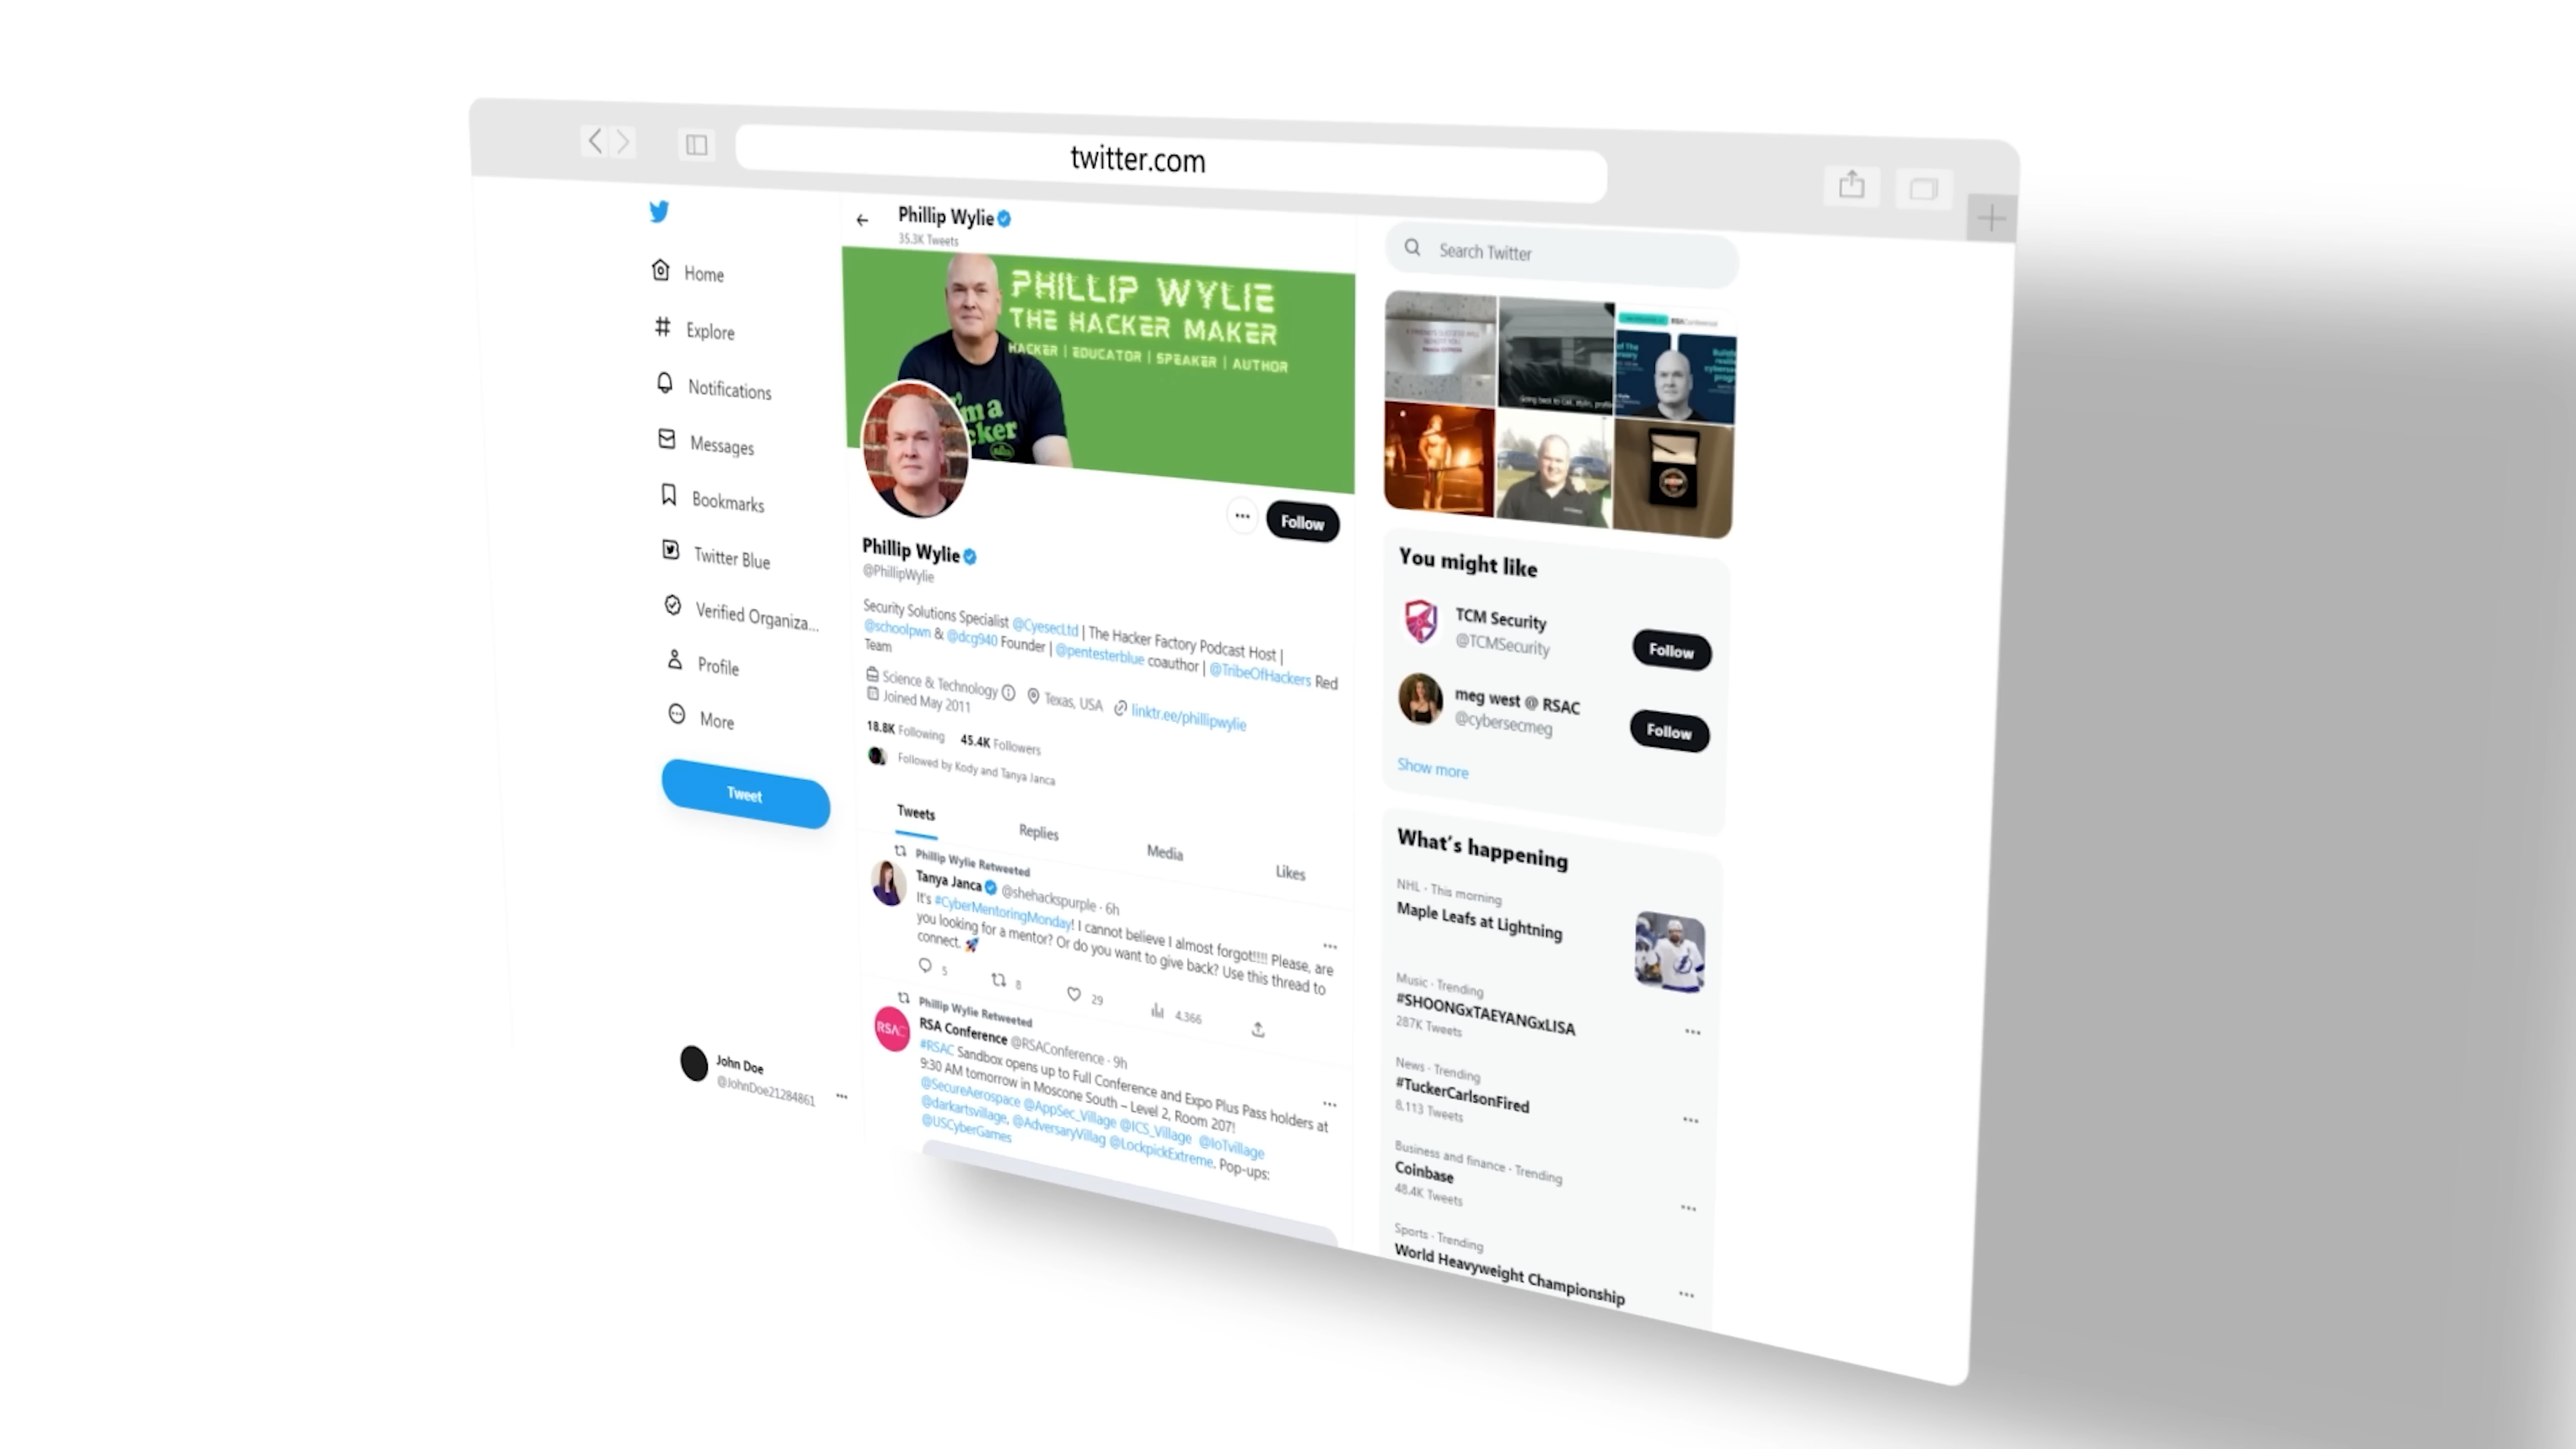 twitter.com
Home
Explore
Notifications
Messages
Bookmarks
Twitter Blue
Verified Organiza...
Profile
More
Tweet
John Doe
@JohnDoe21284861
Phillip Wylie
35.3K Tweets
PHILLIP WYLIE
THE HACKER MAKER
HACKER | EDUCATOR | SPEAKER | AUTHOR
m a
cker
Follow
Phillip Wylie
@PhillipWylie
Security Solutions Specialist @CyesecLtd | The Hacker Factory Podcast Host |
@schoolpwn & @dcg940 Founder | @pentesterblue coauthor | @TribeOfHackers Red
Team
Science & Technology Texas, USA linktr.ee/phillipwylie
Joined May 2011
18.8K Following 45.4K Followers
Followed by Kody and Tanya Janca
Tweets Replies Media Likes
Phillip Wylie Retweeted
Tanya Janca @shehackspurple · 6h
It's #CyberMentoringMonday! I cannot believe I almost forgot!!!! Please, are
you looking for a mentor? Or do you want to give back? Use this thread to
connect. 🚀
5 8 29 4,366
Phillip Wylie Retweeted
RSAC
RSA Conference @RSAConference · 9h
#RSAC Sandbox opens up to Full Conference and Expo Plus Pass holders at
9:30 AM tomorrow in Moscone South – Level 2, Room 207!
@SecureAerospace @AppSec_Village @ICS_Village @IoTvillage
@darkartsvillage, @AdversaryVillag @LockpickExtreme. Pop-ups:
@USCyberGames
Search Twitter
You might like
TCM Security
@TCMSecurity
Follow
meg west @ RSAC
@cybersecmeg
Follow
Show more
What's happening
NHL · This morning
Maple Leafs at Lightning
Music · Trending
#SHOONGxTAEYANGxLISA
287K Tweets
News · Trending
#TuckerCarlsonFired
8,113 Tweets
Business and finance · Trending
Coinbase
48.4K Tweets
Sports · Trending
World Heavyweight Championship